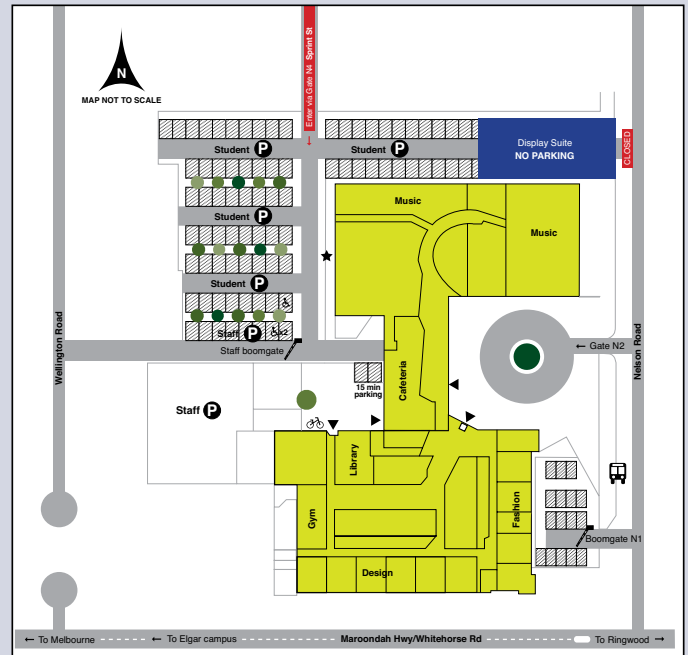 N
MAP NOT TO SCALE
Enter via Gate N4 Sprint St
Student P
Student P
Display Suite
NO PARKING
CLOSED
Music
Music
Student P
Student P
Staff P
x2
Staff boomgate
Wellington Road
Nelson Road
← Gate N2
Cafeteria
15 min
parking
Staff P
Library
Gym
Fashion
Boomgate N1
Design
← To Melbourne
← To Elgar campus
Maroondah Hwy/Whitehorse Rd
To Ringwood →